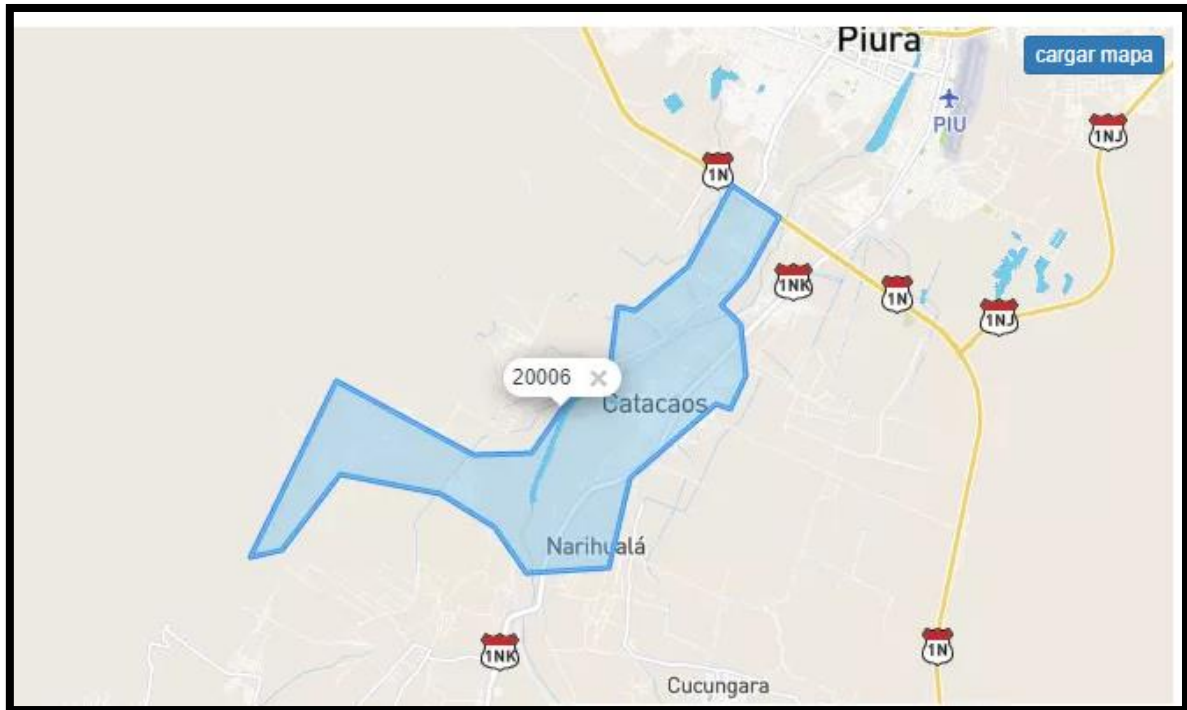 Piura
cargar mapa
PIU
1NJ
1N
1NK
1N
1NJ
20006 ×
Catacaos
Narihualá
1NK
1N
Cucungara